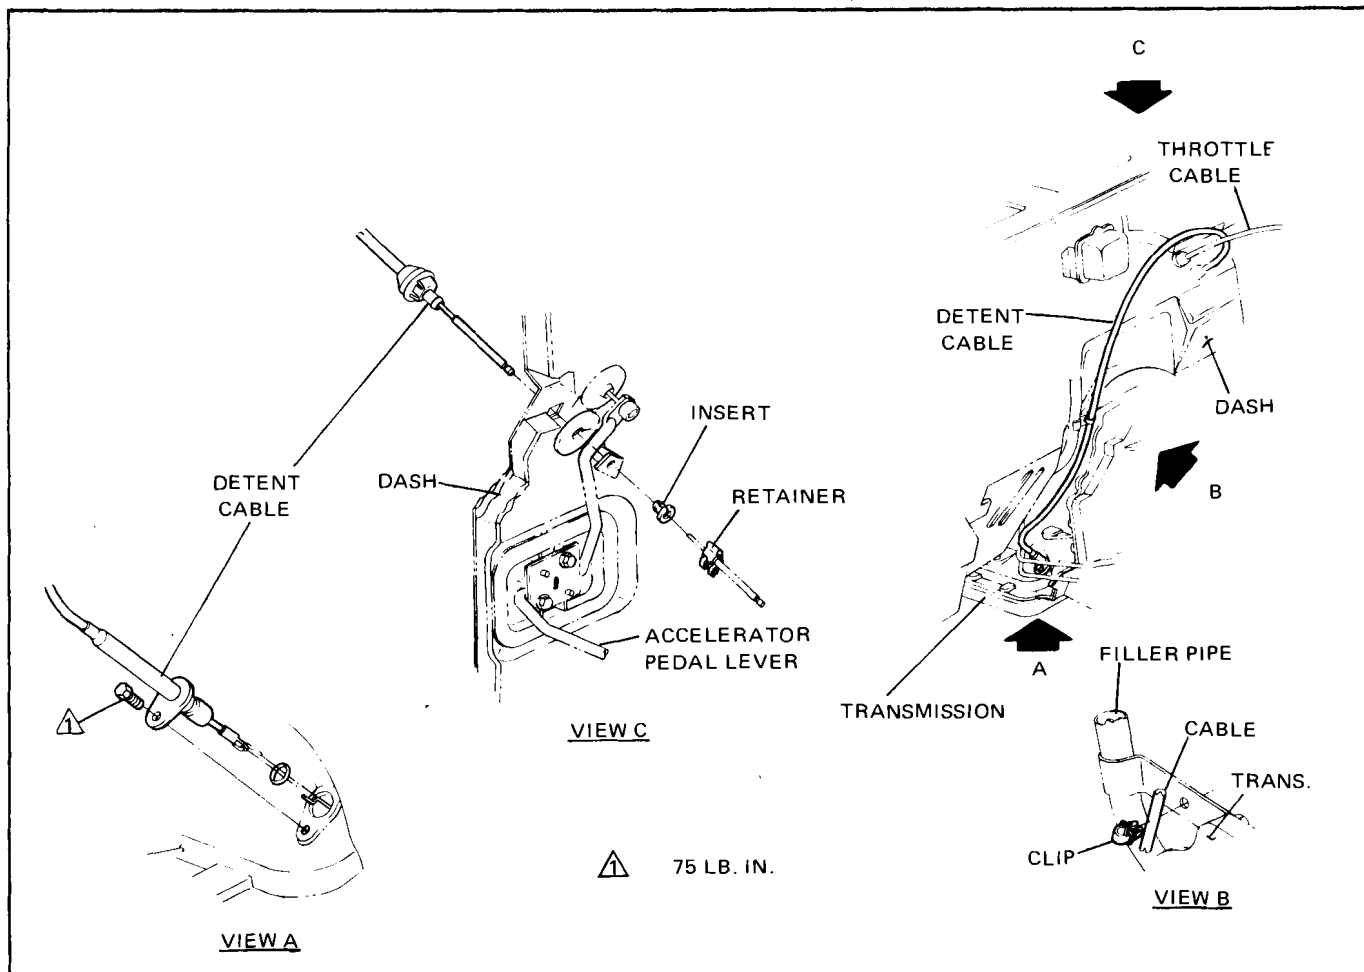 C
THROTTLE
CABLE
DETENT
CABLE
DASH
B
INSERT
DASH
RETAINER
DETENT
CABLE
ACCELERATOR
PEDAL LEVER
VIEW C
A
TRANSMISSION
FILLER PIPE
CABLE
TRANS.
CLIP
VIEW B
1
1 75 LB. IN.
VIEW A